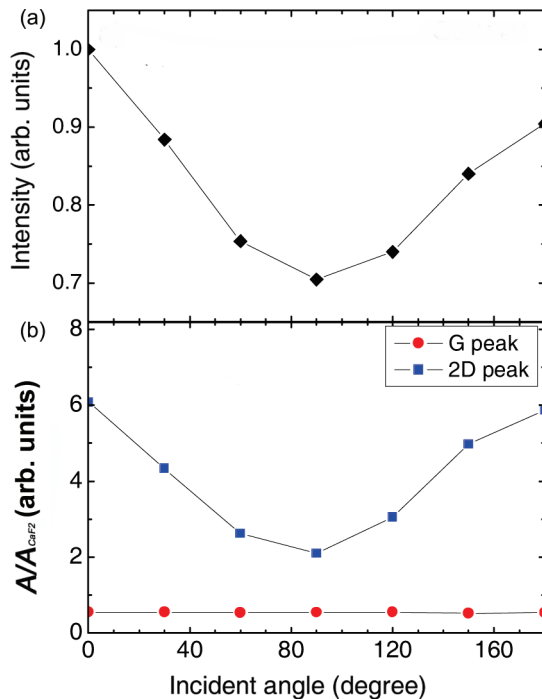 (a)
1.0
0.9
0.8
0.7
Intensity (arb. units)
(b)
8
6
4
2
0
A/A_CaF2 (arb. units)
G peak
2D peak
0 40 80 120 160
Incident angle (degree)